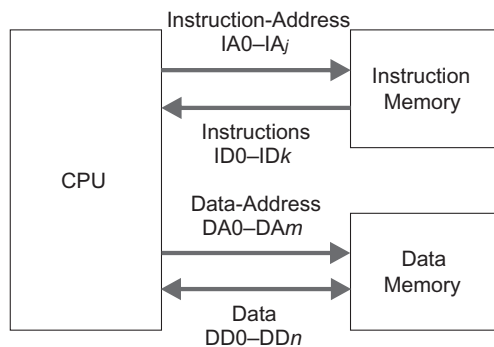 Instruction-Address
IA0–IAj
Instruction
Memory
Instructions
ID0–IDk
CPU
Data-Address
DA0–DAm
Data
Memory
Data
DD0–DDn